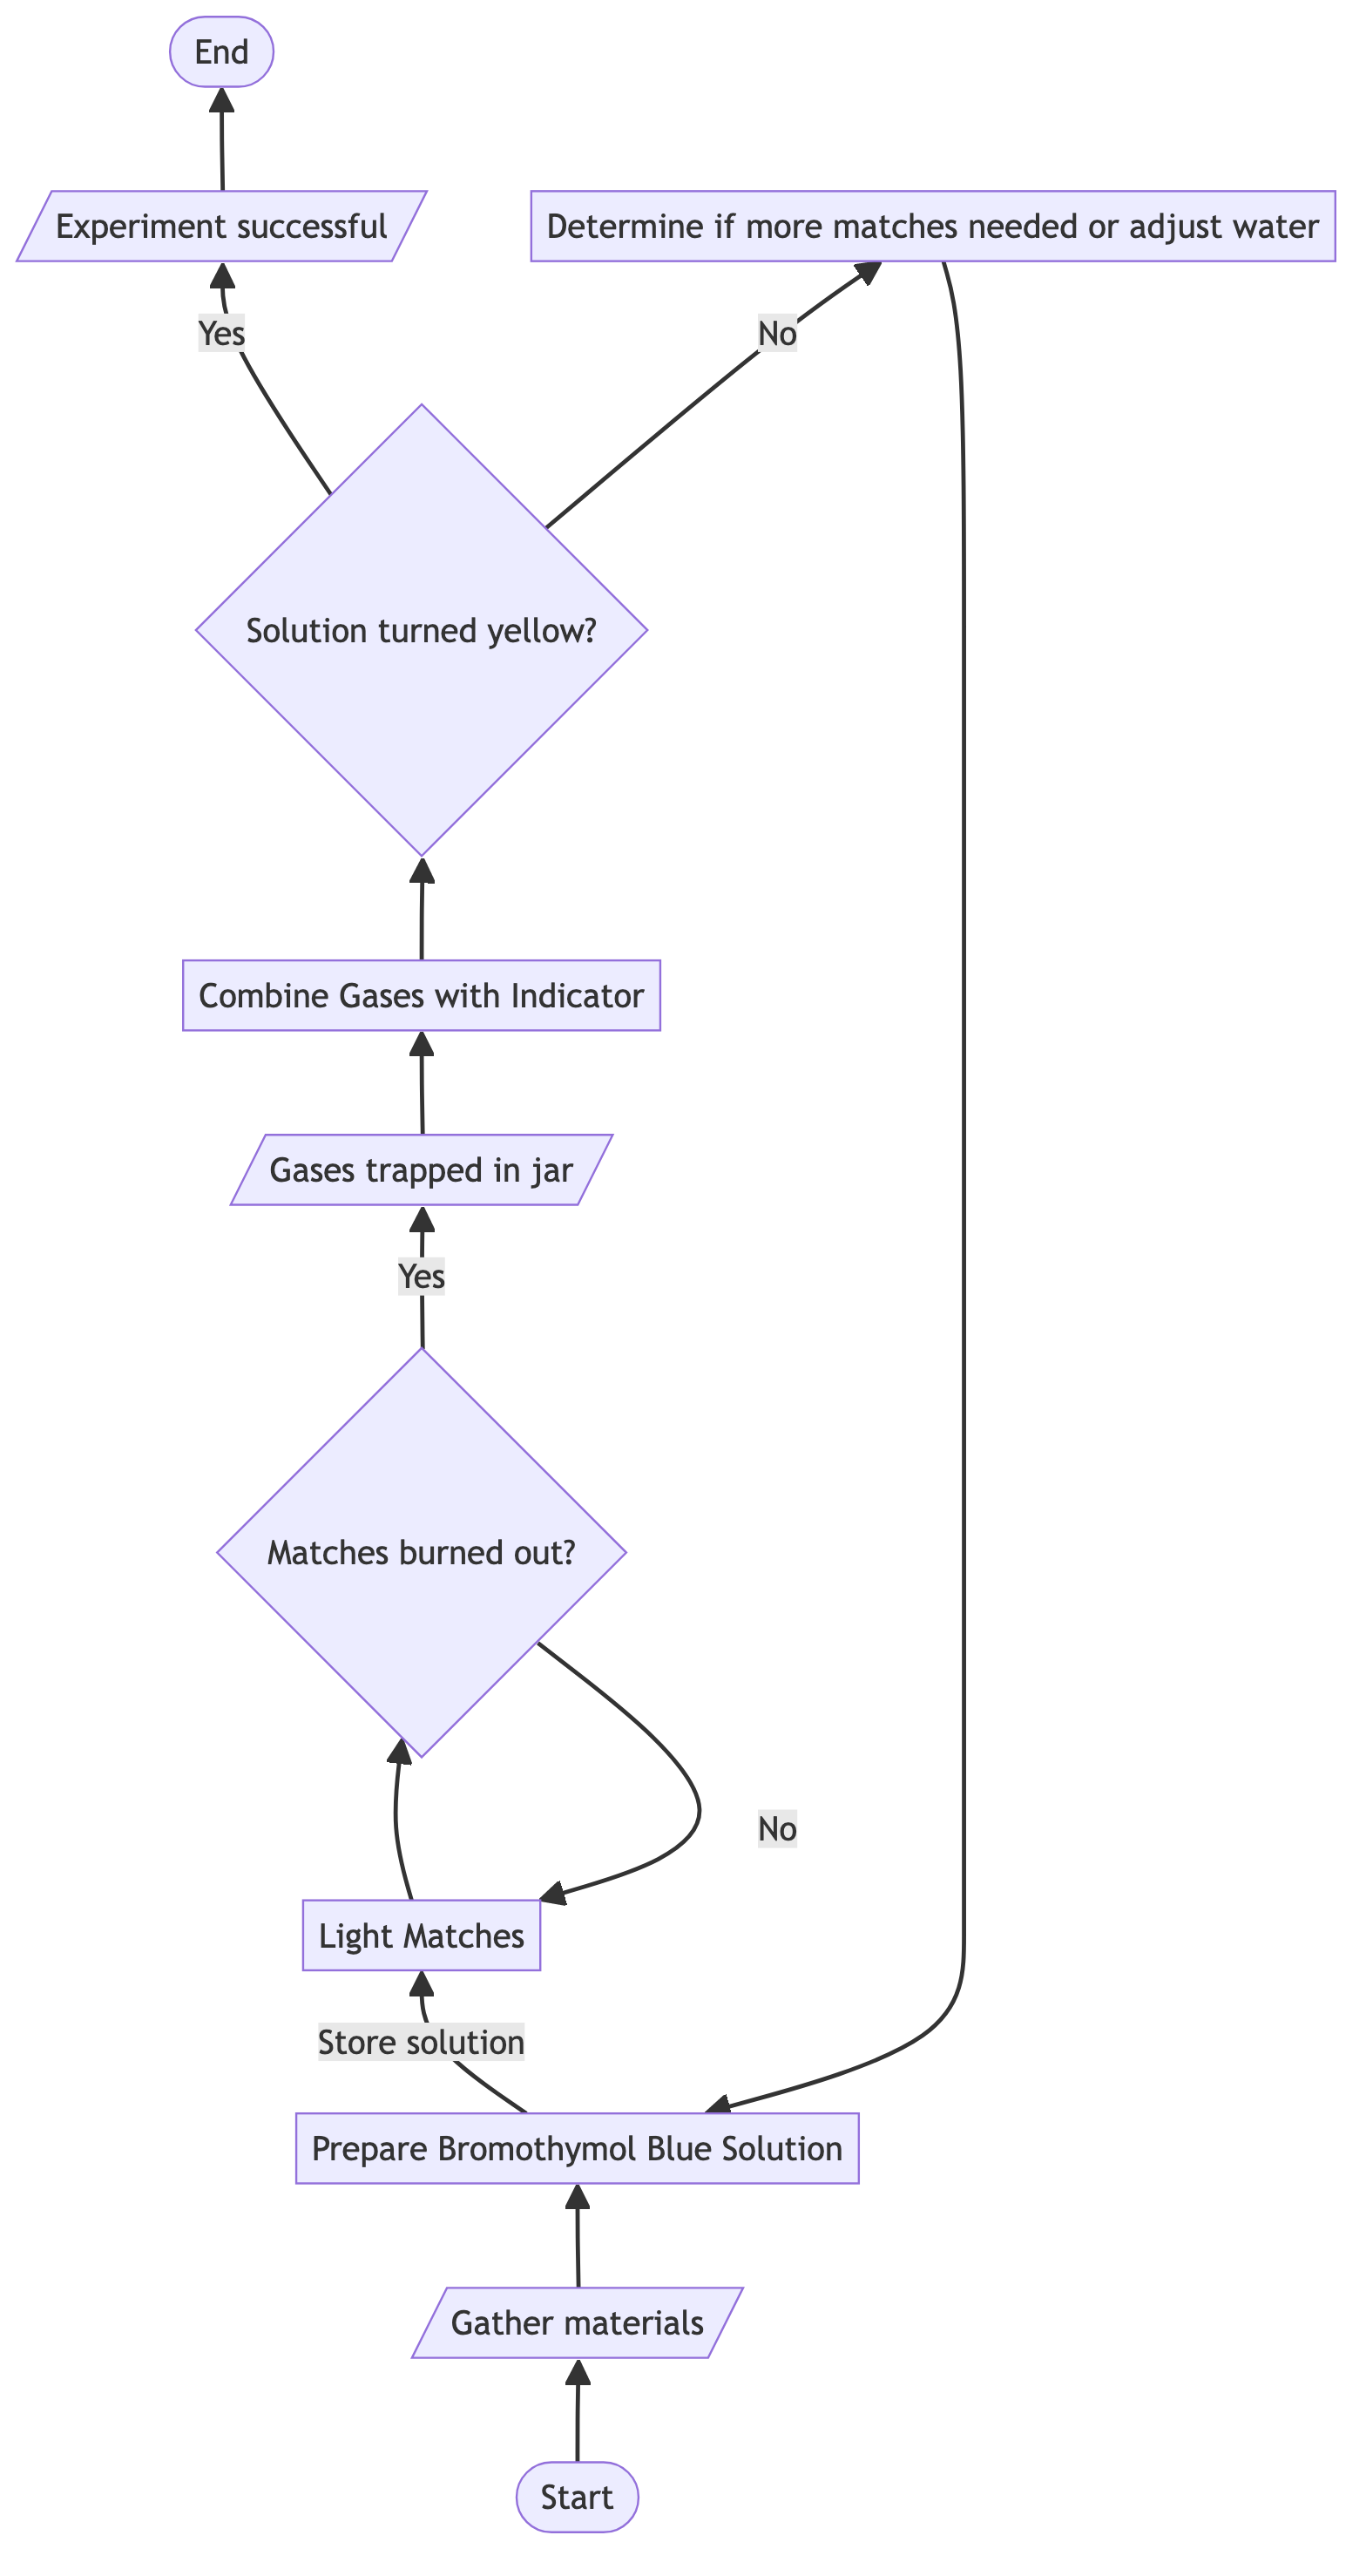 End
Experiment successful
Determine if more matches needed or adjust water
Yes
No
Solution turned yellow?
Combine Gases with Indicator
Gases trapped in jar
Yes
Matches burned out?
No
Light Matches
Store solution
Prepare Bromothymol Blue Solution
Gather materials
Start